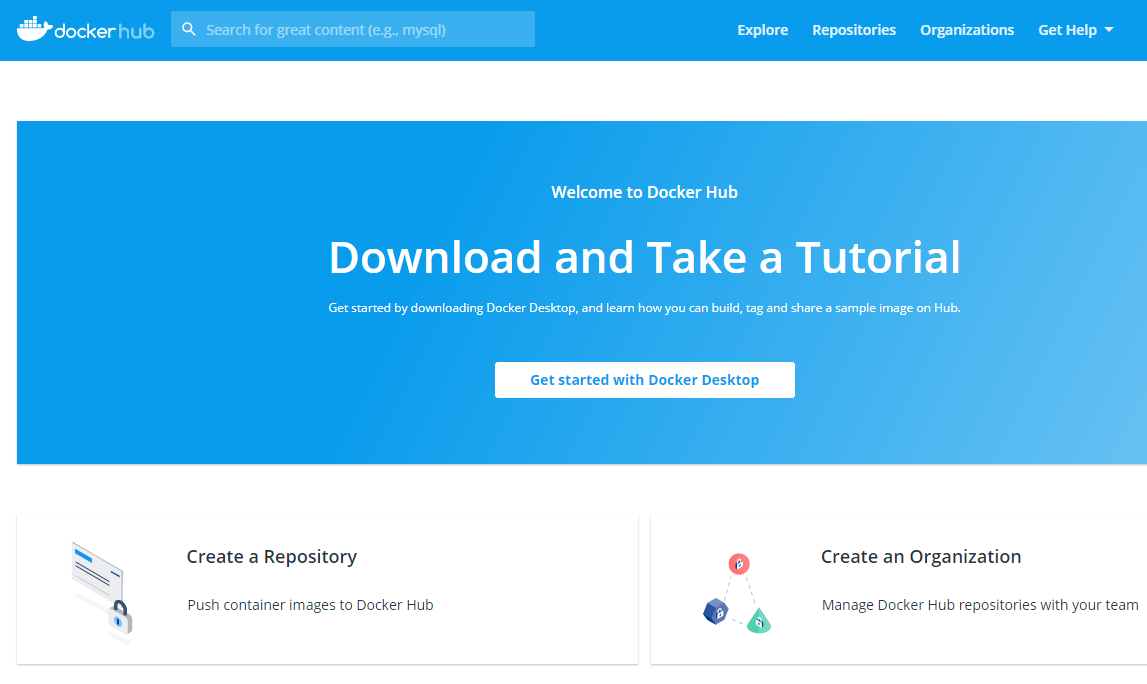 docker hub
Search for great content (e.g., mysql)
Explore
Repositories
Organizations
Get Help
Welcome to Docker Hub
Download and Take a Tutorial
Get started by downloading Docker Desktop, and learn how you can build, tag and share a sample image on Hub.
Get started with Docker Desktop
Create a Repository
Push container images to Docker Hub
Create an Organization
Manage Docker Hub repositories with your team